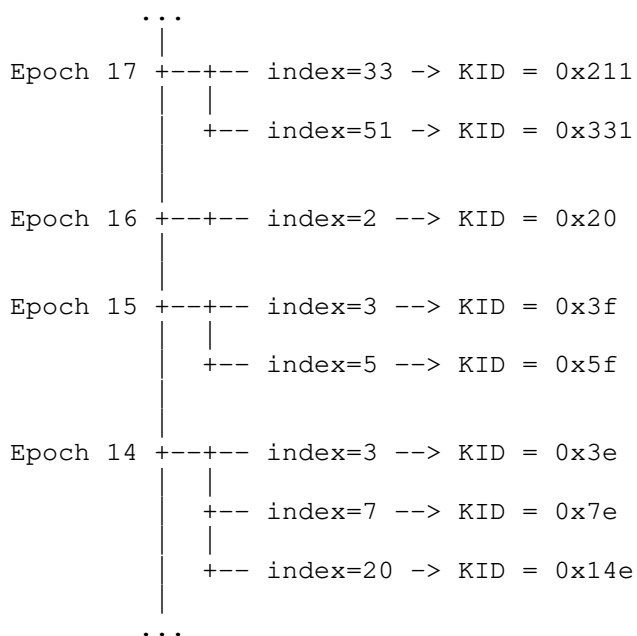 ...
|
Epoch 17 +--+-- index=33 -> KID = 0x211
| |
| +-- index=51 -> KID = 0x331
|
|
Epoch 16 +--+-- index=2 --> KID = 0x20
|
|
Epoch 15 +--+-- index=3 --> KID = 0x3f
| |
| +-- index=5 --> KID = 0x5f
|
|
Epoch 14 +--+-- index=3 --> KID = 0x3e
| |
| +-- index=7 --> KID = 0x7e
| |
| +-- index=20 -> KID = 0x14e
|
...